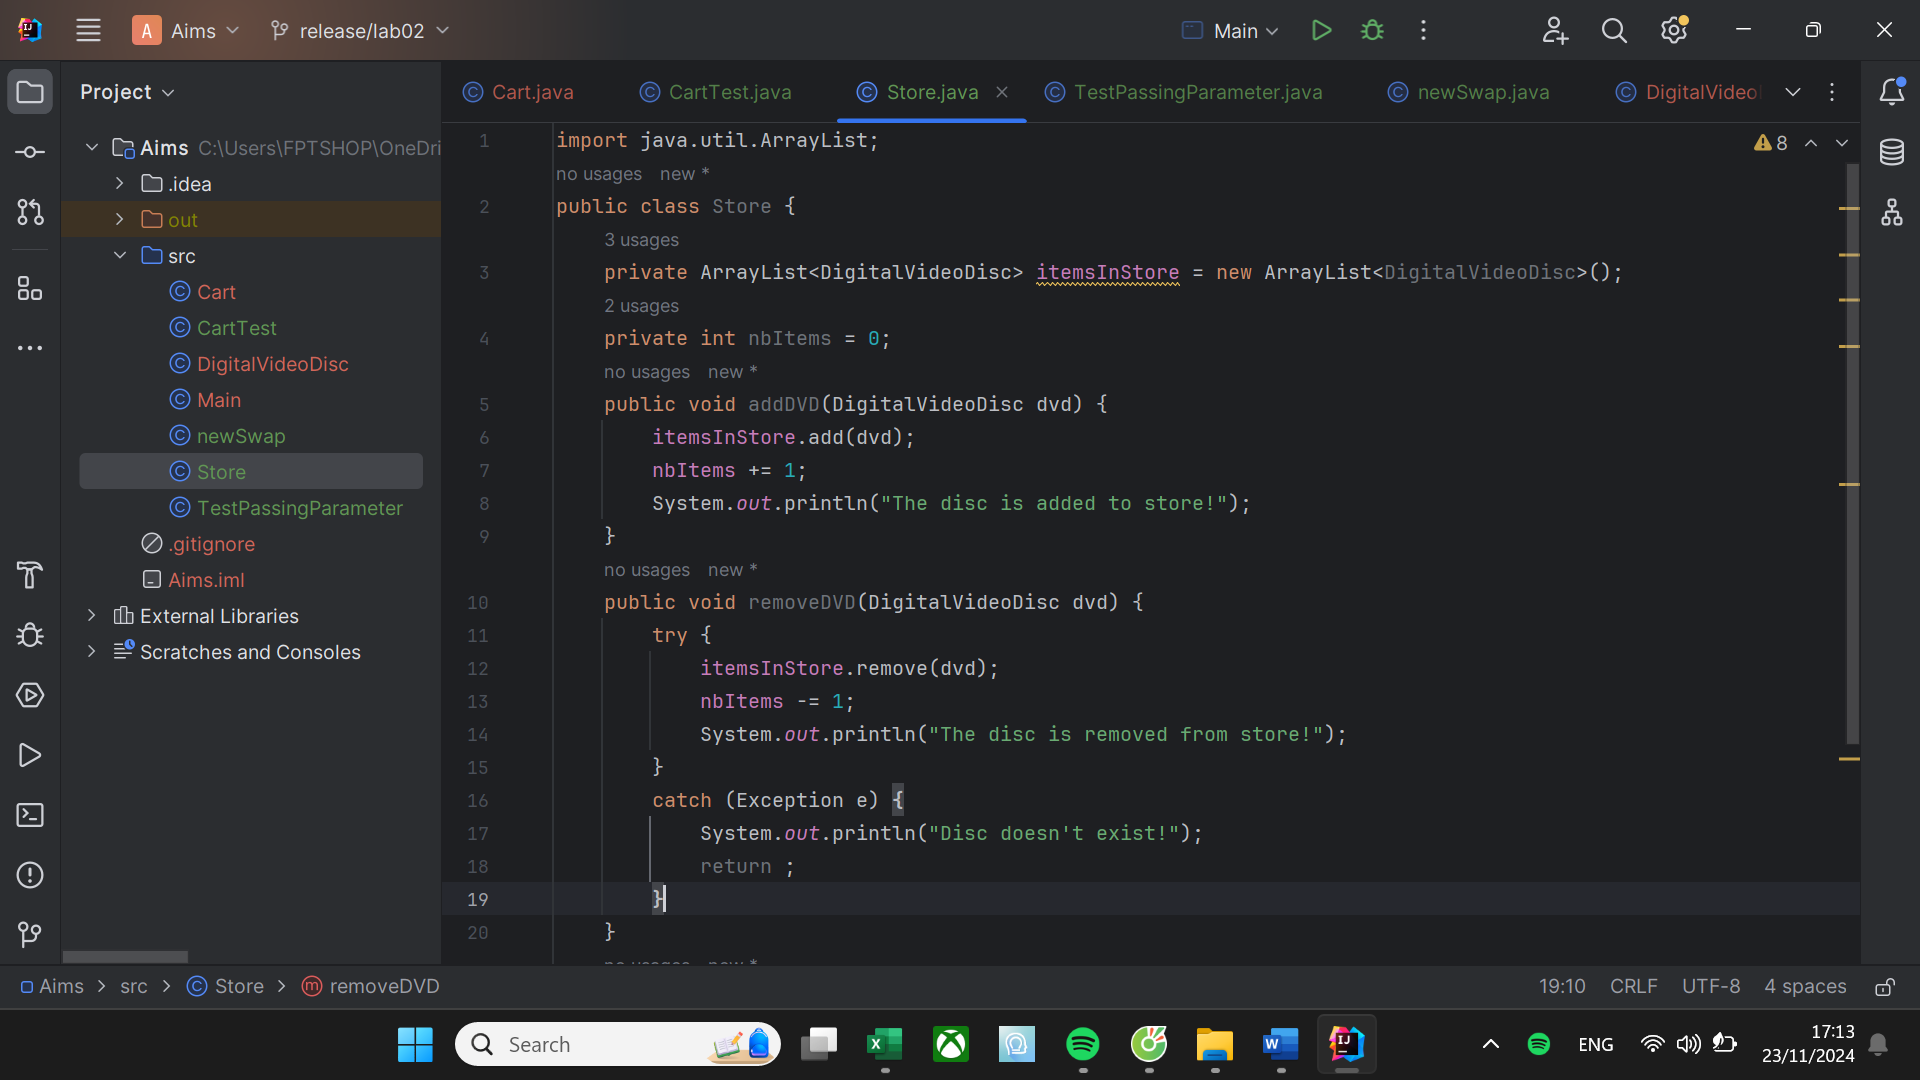 A Aims release/lab02 Main
Project
Aims C:\Users\FPTSHOP\OneDri
.idea
out
src
Cart
CartTest
DigitalVideoDisc
Main
newSwap
Store
TestPassingParameter
.gitignore
Aims.iml
External Libraries
Scratches and Consoles
Cart.java CartTest.java Store.java TestPassingParameter.java newSwap.java DigitalVideo
8
1 import java.util.ArrayList;
no usages new *
2 public class Store {
3 usages
3 private ArrayList<DigitalVideoDisc> itemsInStore = new ArrayList<DigitalVideoDisc>();
2 usages
4 private int nbItems = 0;
no usages new *
5 public void addDVD(DigitalVideoDisc dvd) {
6 itemsInStore.add(dvd);
7 nbItems += 1;
8 System.out.println("The disc is added to store!");
9 }
no usages new *
10 public void removeDVD(DigitalVideoDisc dvd) {
11 try {
12 itemsInStore.remove(dvd);
13 nbItems -= 1;
14 System.out.println("The disc is removed from store!");
15 }
16 catch (Exception e) {
17 System.out.println("Disc doesn't exist!");
18 return ;
19 }
20 }
Aims > src > Store > removeDVD
19:10 CRLF UTF-8 4 spaces
Search
ENG
17:13
23/11/2024